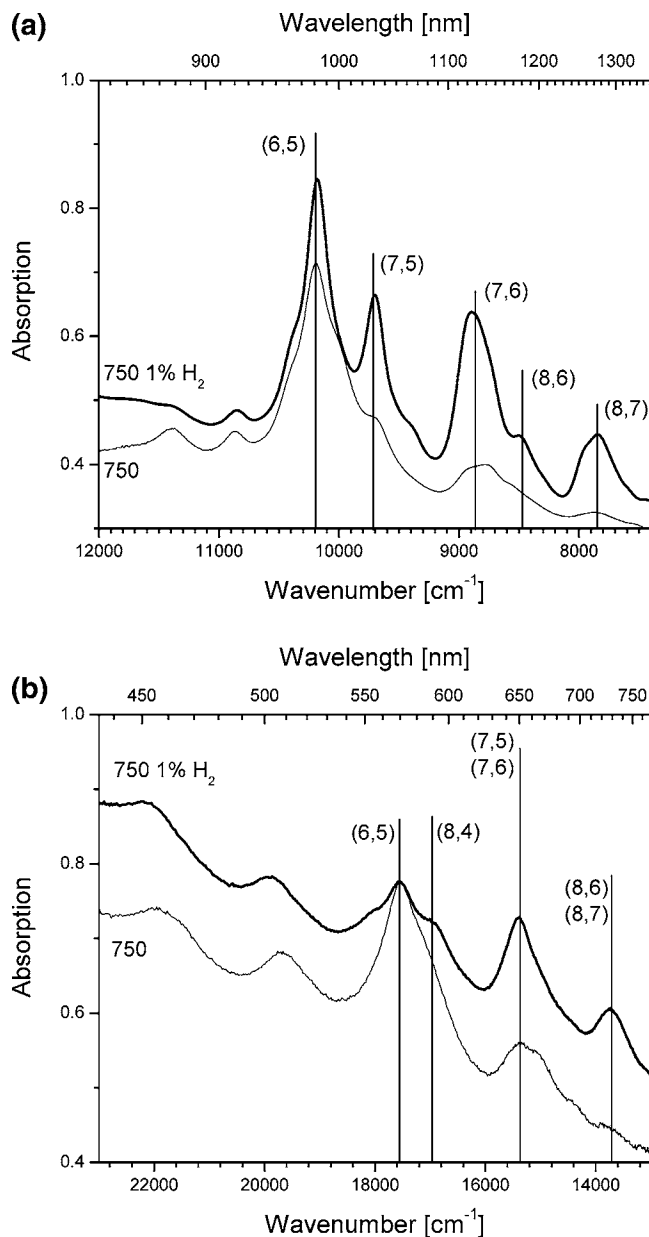 (a)
Wavelength [nm]
900 1000 1100 1200 1300
1.0
0.8
0.6
0.4
Absorption
(6,5)
(7,5)
(7,6)
(8,6)
(8,7)
750 1% H₂
750
12000 11000 10000 9000 8000
Wavenumber [cm⁻¹]
(b)
Wavelength [nm]
450 500 550 600 650 700 750
1.0
0.8
0.6
0.4
Absorption
750 1% H₂
750
(6,5)
(8,4)
(7,5)
(7,6)
(8,6)
(8,7)
22000 20000 18000 16000 14000
Wavenumber [cm⁻¹]